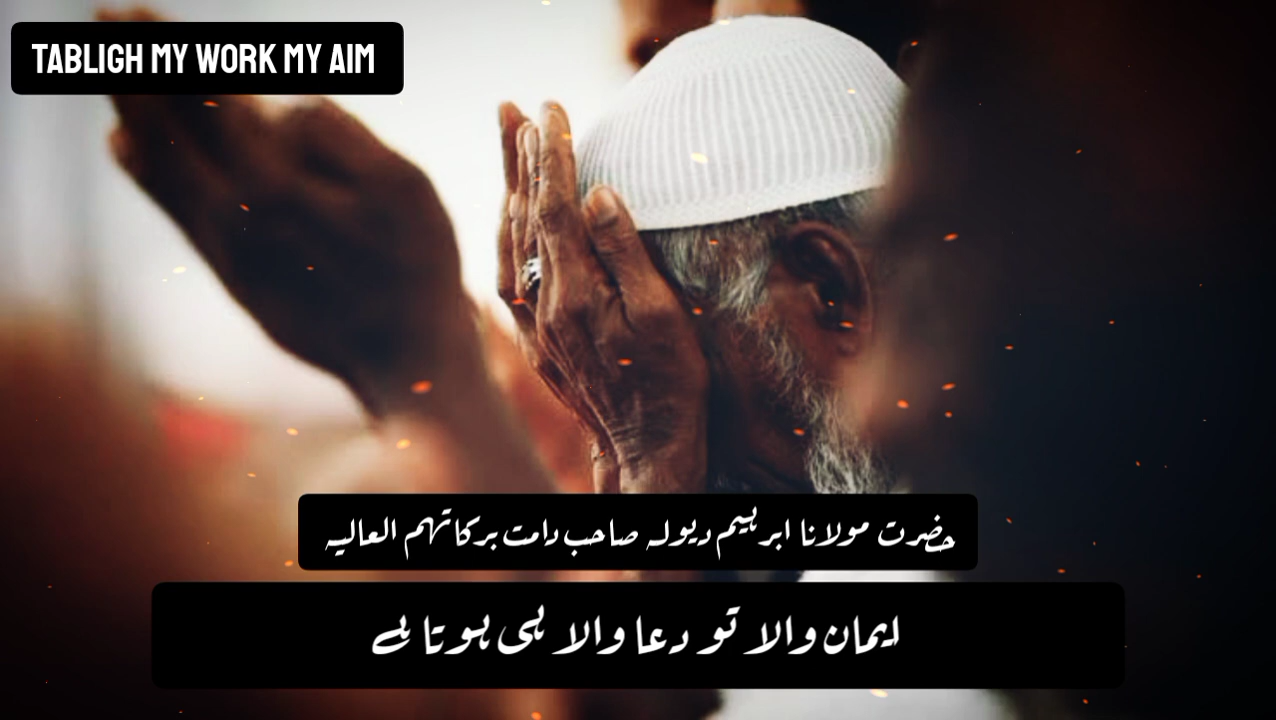 TABLIGH MY WORK MY AIM
حضرت مولانا ابرہیم دیولہ صاحب دامت برکاتہم العالیہ
ایمان والا تو دعا والا ہی ہوتا ہے